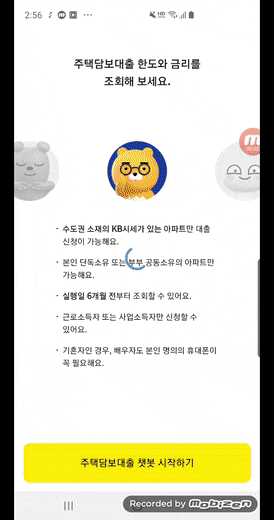 2:56
주택담보대출 한도와 금리를
조회해 보세요.
· 수도권 소재의 KB시세가 있는 아파트만 대출
신청이 가능해요.
· 본인 단독소유 또는 부부 공동소유의 아파트만
가능해요.
· 실행일 6개월 전부터 조회할 수 있어요.
· 근로소득자 또는 사업소득자만 신청할 수
있어요.
· 기혼자인 경우, 배우자도 본인 명의의 휴대폰이
꼭 필요해요.
주택담보대출 챗봇 시작하기
Recorded by mobizen